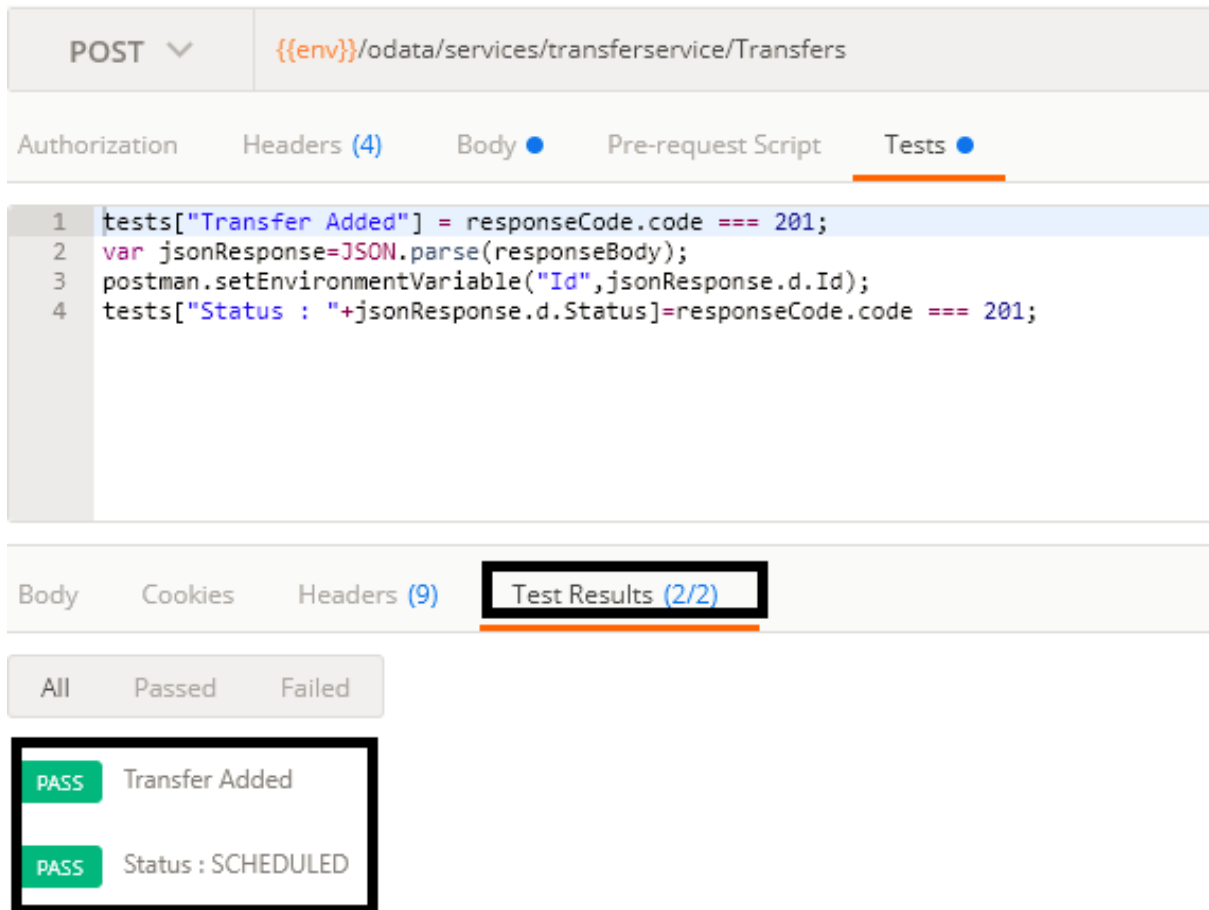 POST {{env}}/odata/services/transferservice/Transfers
Authorization Headers (4) Body Pre-request Script Tests
1 tests["Transfer Added"] = responseCode.code === 201;
2 var jsonResponse=JSON.parse(responseBody);
3 postman.setEnvironmentVariable("Id",jsonResponse.d.Id);
4 tests["Status : "+jsonResponse.d.Status]=responseCode.code === 201;
Body Cookies Headers (9) Test Results (2/2)
All Passed Failed
PASS Transfer Added
PASS Status : SCHEDULED